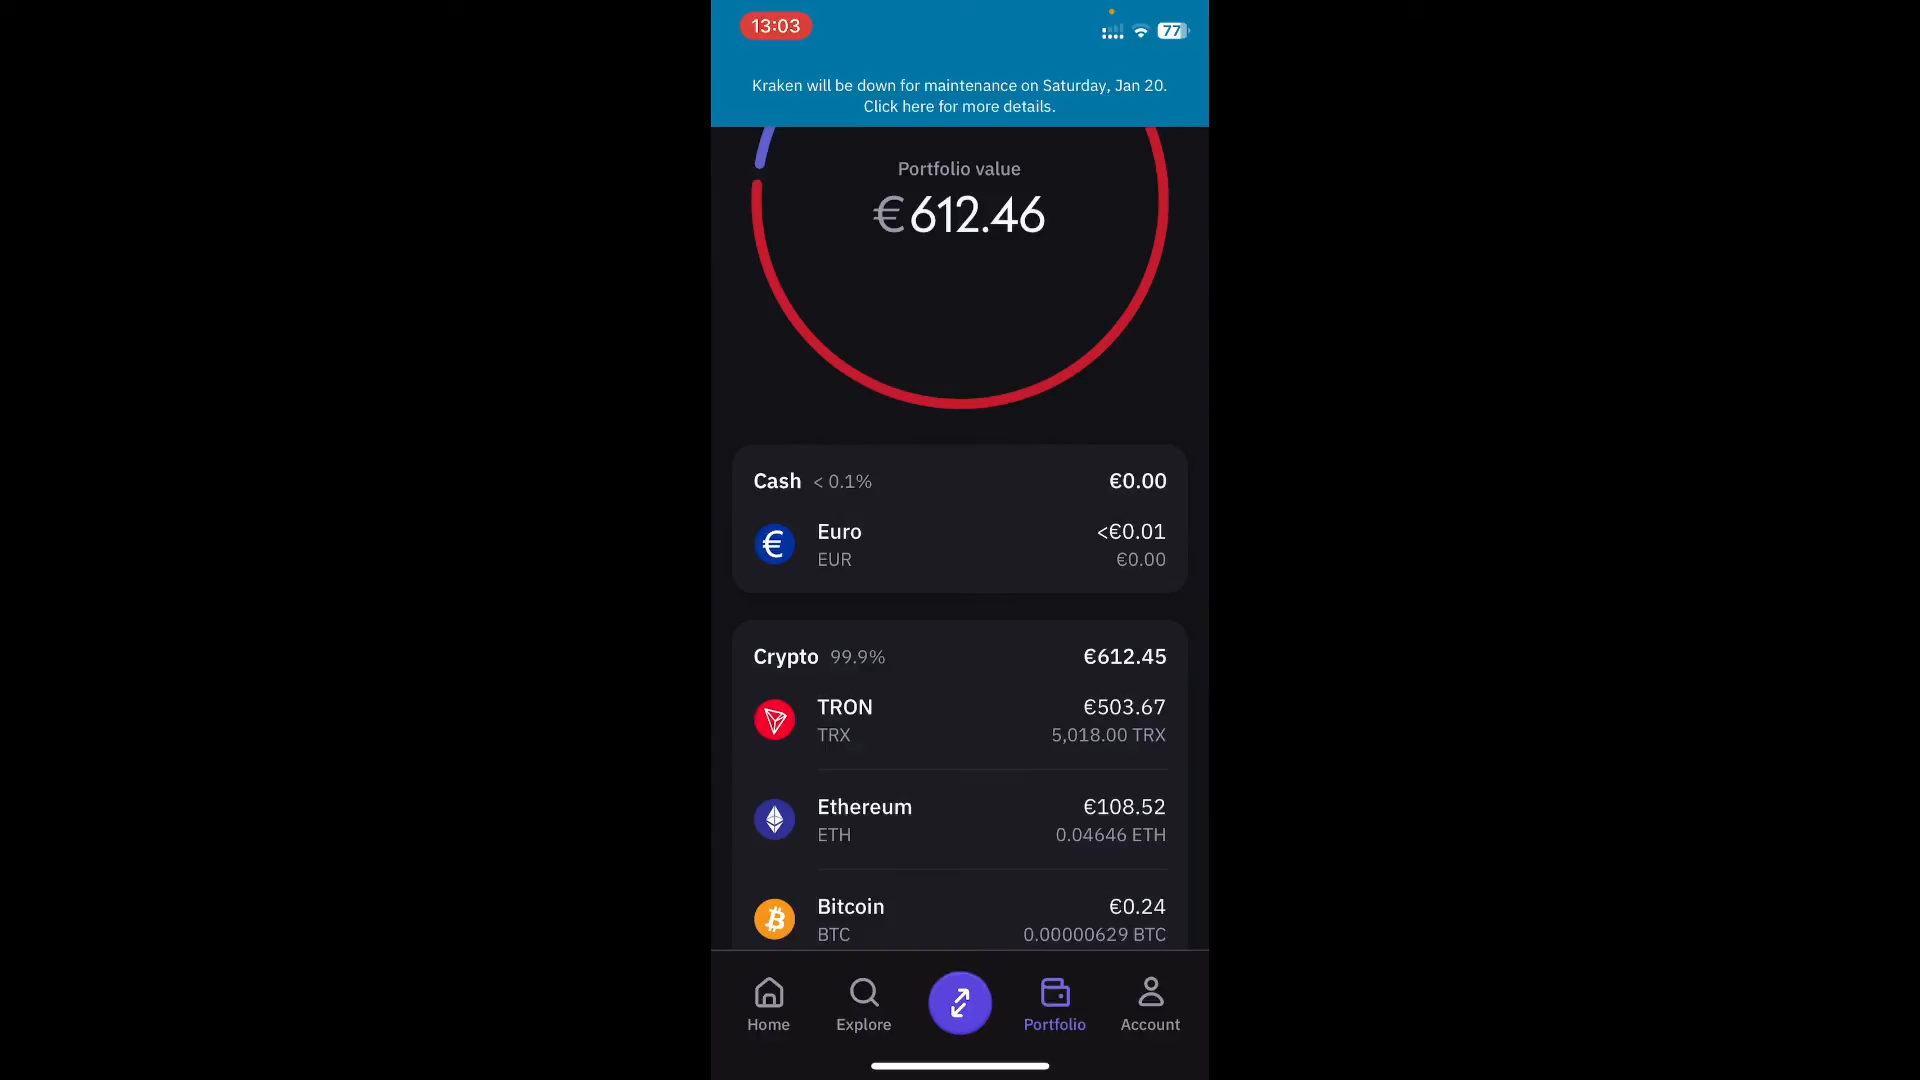 13:03
77
Kraken will be down for maintenance on Saturday, Jan 20.
Click here for more details.
Portfolio value
€612.46
Cash < 0.1% €0.00
Euro <€0.01
EUR €0.00
Crypto 99.9% €612.45
TRON €503.67
TRX 5,018.00 TRX
Ethereum €108.52
ETH 0.04646 ETH
Bitcoin €0.24
BTC 0.00000629 BTC
Home Explore Portfolio Account